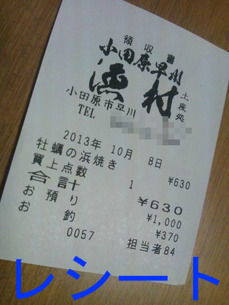 領収書
小田原早川
漁村
土産処
小田原市早川
TEL
2013年10月 8日
牡蠣の浜焼き ¥630
買上点数 1
合計 ¥630
お預り ¥1,000
お釣 ¥370
0057 担当者84
レシート